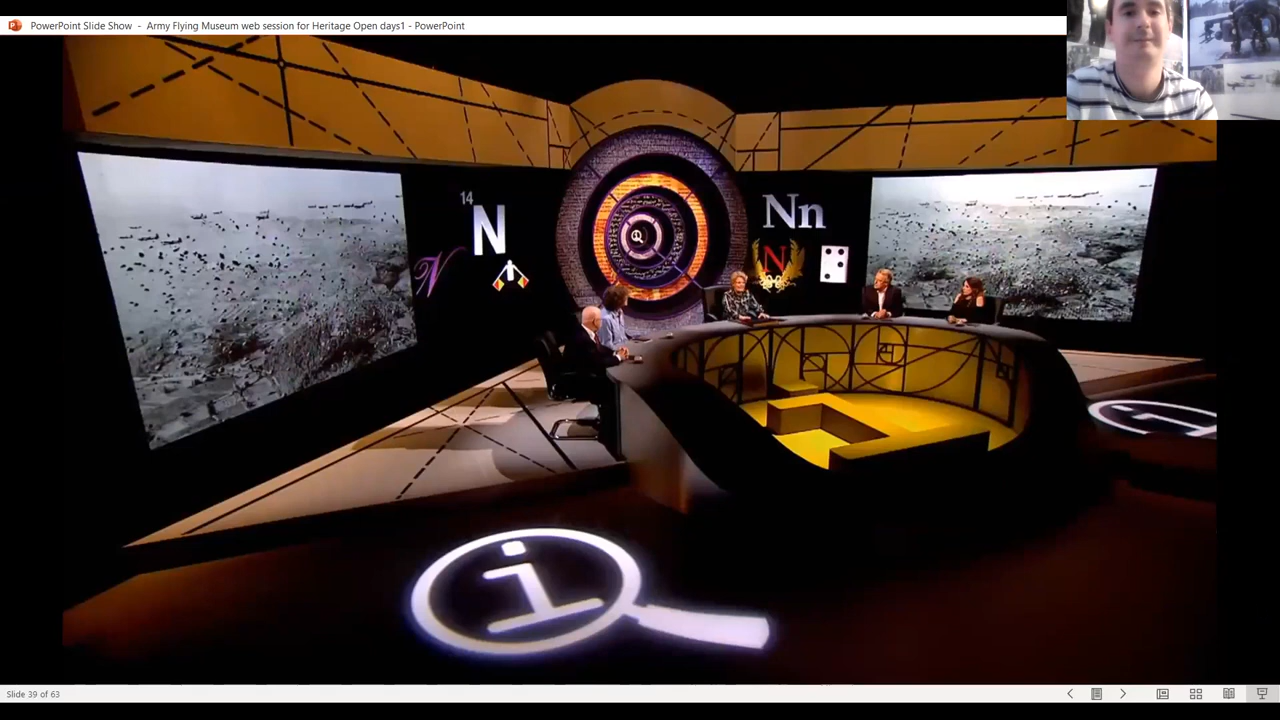 PowerPoint Slide Show - Army Flying Museum web session for Heritage Open days1 - PowerPoint
14
N
N
Nn
N
i
i
Slide 39 of 63